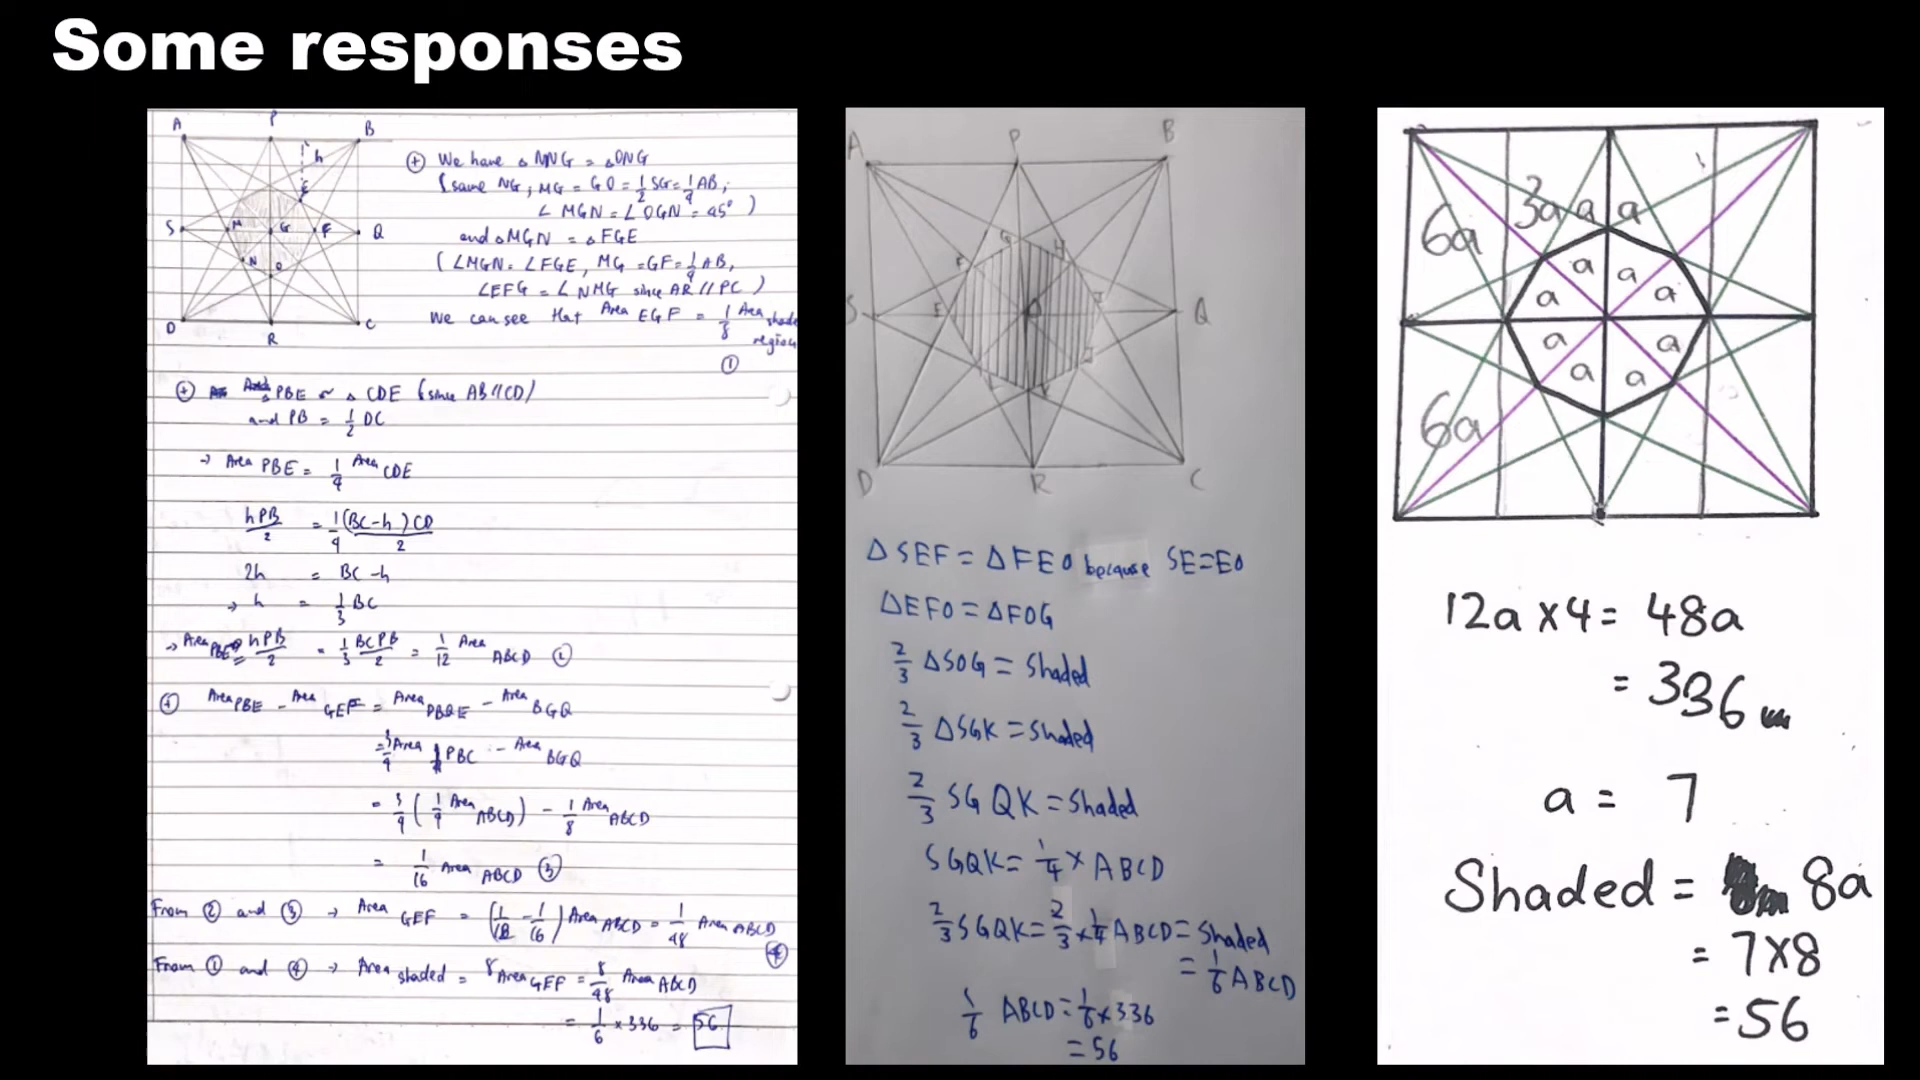 Some responses
A P B
S M G F Q
N O
D R C
E
h
We have △ MNG = △ONG
(same NG, MG = GO = 1/2 SG = 1/4 AB,
∠ MGN = ∠ OGN = 45° )
and △MGN = △FGE
(∠MGN = ∠FGE, MG = GF = 1/4 AB,
∠EFG = ∠NMG since AR // PC )
We can see that Area EGF = 1/8 Area shade
region
①
PBE ~ △ CDE (since AB//CD)
and PB = 1/2 DC
→ Area PBE = 1/4 Area CDE
hPB/2 = 1/4 (BC-h) CD/2
2h = BC-h
→ h = 1/3 BC
→ Area PBE = hPB/2 = 1/3 BC PB/2 = 1/12 Area ABCD ②
Area PBE - Area GEF = Area PBQE - Area BGQ
Area PBC - Area BGQ
(1/4 Area ABCD) - 1/8 Area ABCD
= 1/16 Area ABCD ③
From ② and ③ → Area GEF = (1/12 - 1/16) Area ABCD = 1/48 Area ABCD
④
From ① and ④ → Area shaded = 8 Area GEF = 8/48 Area ABCD
= 1/6 × 336 = 56
A P B
G H
F
S E O I Q
J
K
D R C
△ SEF = △ FEO because SE=EO
△EFO = △FOG
2/3 △SOG = Shaded
2/3 △SGK = Shaded
2/3 SGQK = Shaded
SGQK = 1/4 × ABCD
2/3 SGQK = 2/3 × 1/4 ABCD = Shaded
= 1/6 ABCD
1/6 ABCD = 1/6 × 336
= 56
6a 3a a a
a a
a a
a a
6a a a
12a × 4 = 48a
= 336
a = 7
Shaded = 8a
= 7×8
= 56